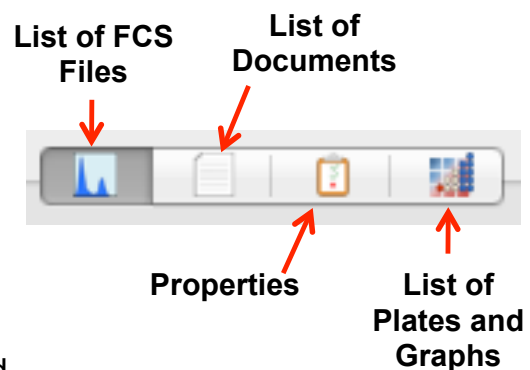 List of FCS
Files
List of
Documents
Properties
List of
Plates and
Graphs